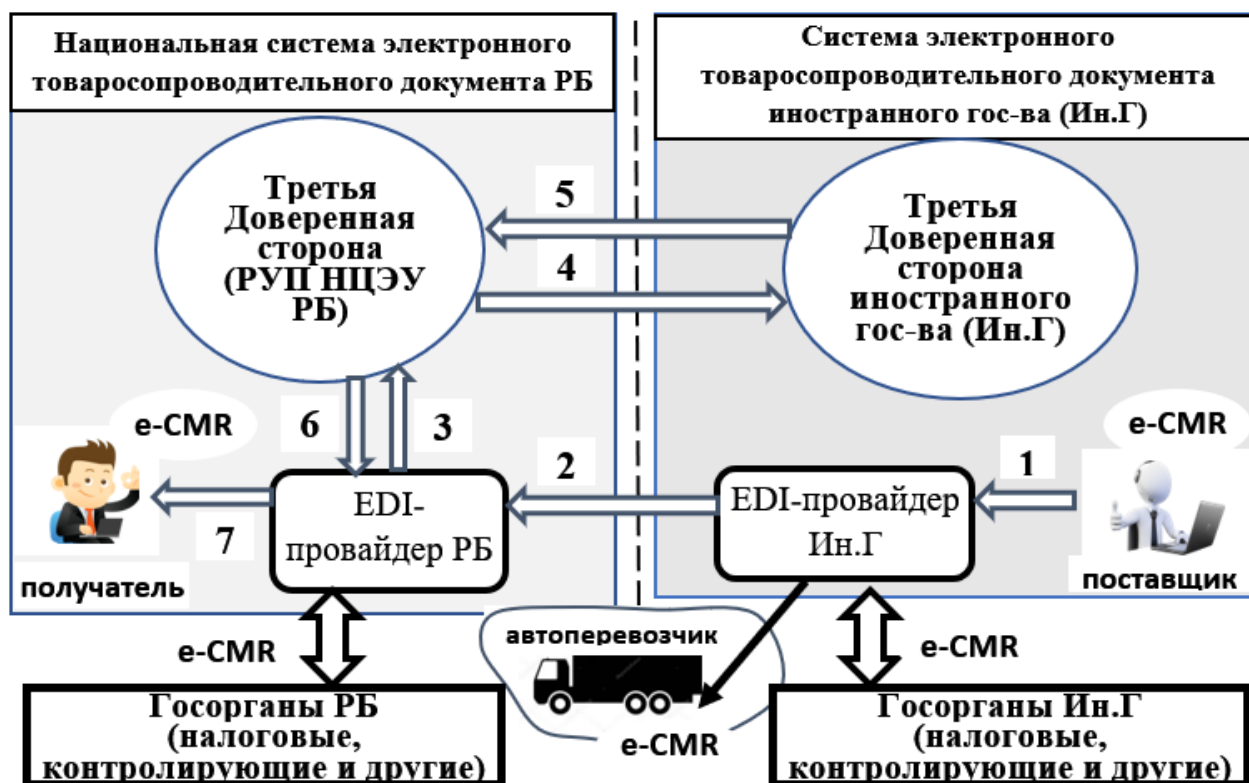 Национальная система электронного
товаросопроводительного документа РБ
Система электронного
товаросопроводительного документа
иностранного гос-ва (Ин.Г)
Третья
Доверенная
сторона
(РУП НЦЭУ
РБ)
5
4
Третья
Доверенная
сторона
иностранного
гос-ва (Ин.Г)
e-CMR
6
3
2
e-CMR
1
EDI-
провайдер РБ
EDI-провайдер
Ин.Г
7
получатель
поставщик
e-CMR
автоперевозчик
e-CMR
e-CMR
Госорганы РБ
(налоговые,
контролирующие и другие)
Госорганы Ин.Г
(налоговые,
контролирующие и другие)